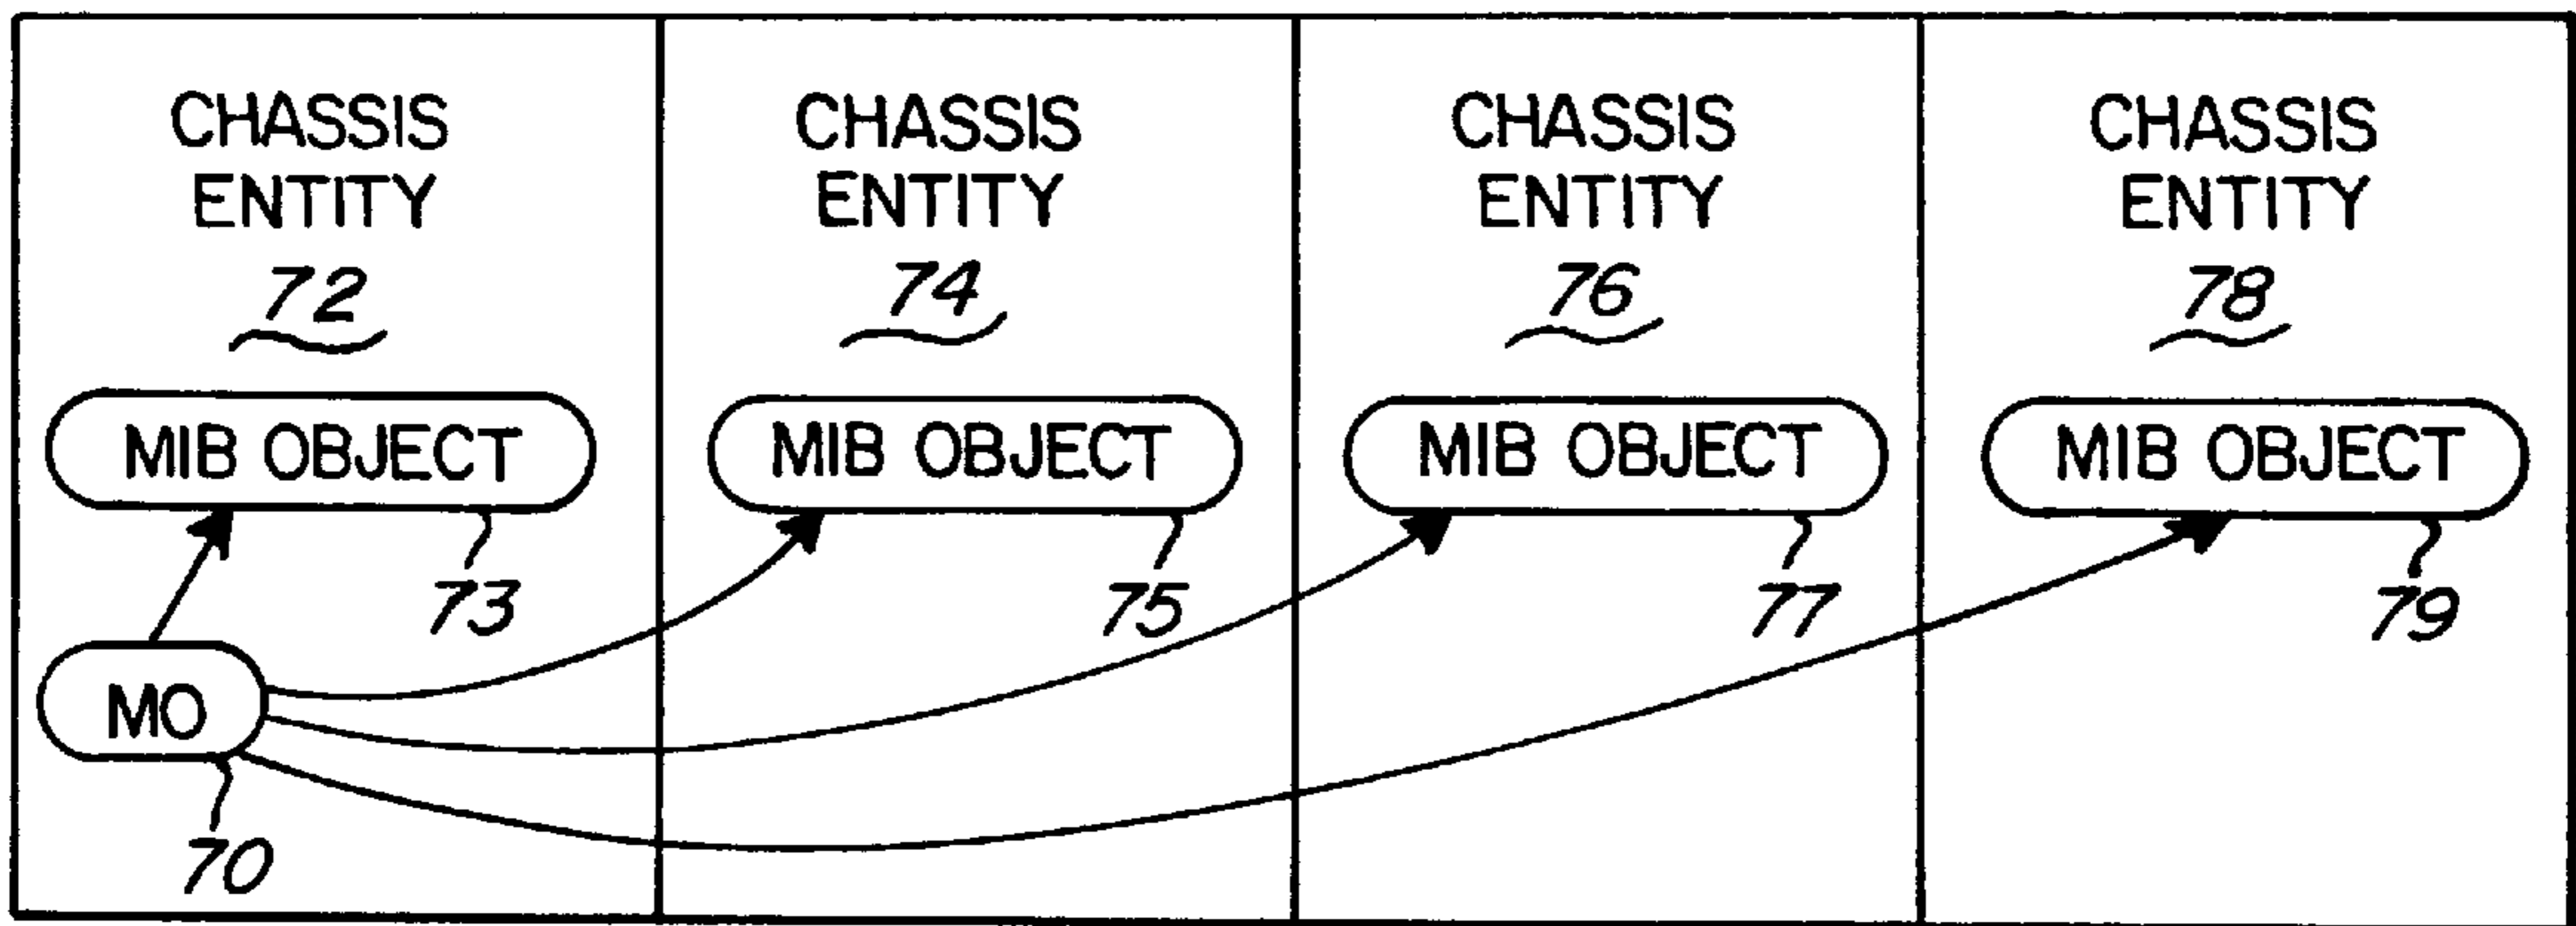 CHASSIS
ENTITY
72
CHASSIS
ENTITY
74
CHASSIS
ENTITY
76
CHASSIS
ENTITY
78
MIB OBJECT
MIB OBJECT
MIB OBJECT
MIB OBJECT
73
75
77
79
MO
70